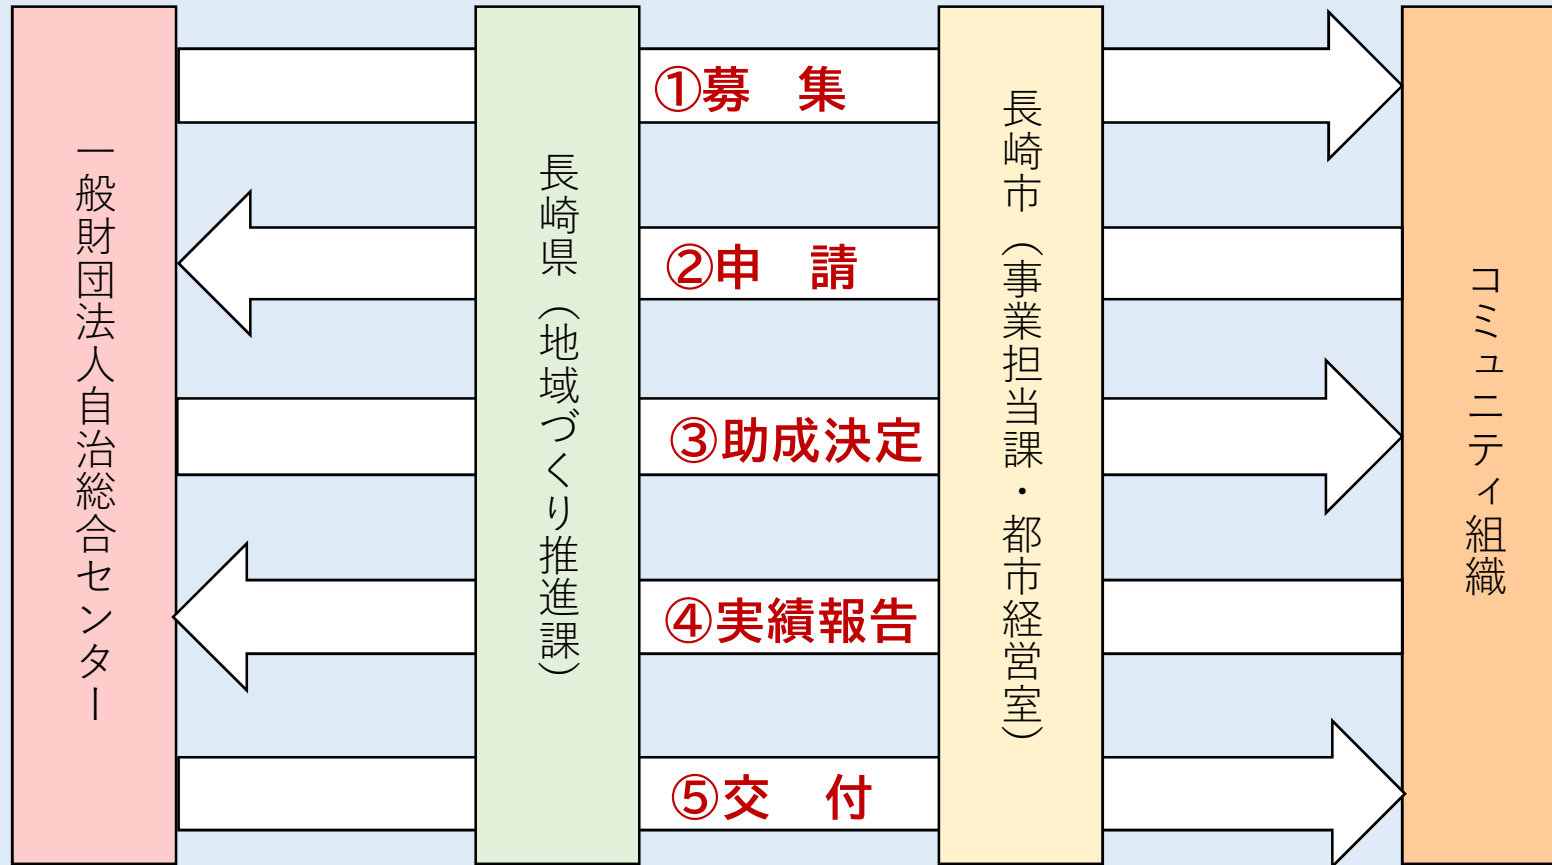 一般財団法人自治総合センター
長崎県（地域づくり推進課）
①募　集
②申　請
③助成決定
④実績報告
⑤交　付
長崎市（事業担当課・都市経営室）
コミュニティ組織